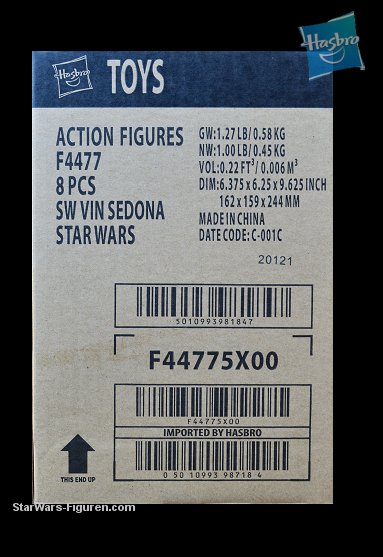 Hasbro
Hasbro
TOYS
ACTION FIGURES
F4477
8 PCS
SW VIN SEDONA
STAR WARS
GW:1.27 LB/0.58 KG
NW:1.00 LB/0.45 KG
VOL:0.22 FT³/0.006 M³
DIM:6.375 x 6.25 x 9.625 INCH
162 x 159 x 244 MM
MADE IN CHINA
DATE CODE: C-001C
20121
5010993981847
F44775X00
F44775X00
IMPORTED BY HASBRO
0 50 10993 98718 4
THIS END UP
StarWars-Figuren.com